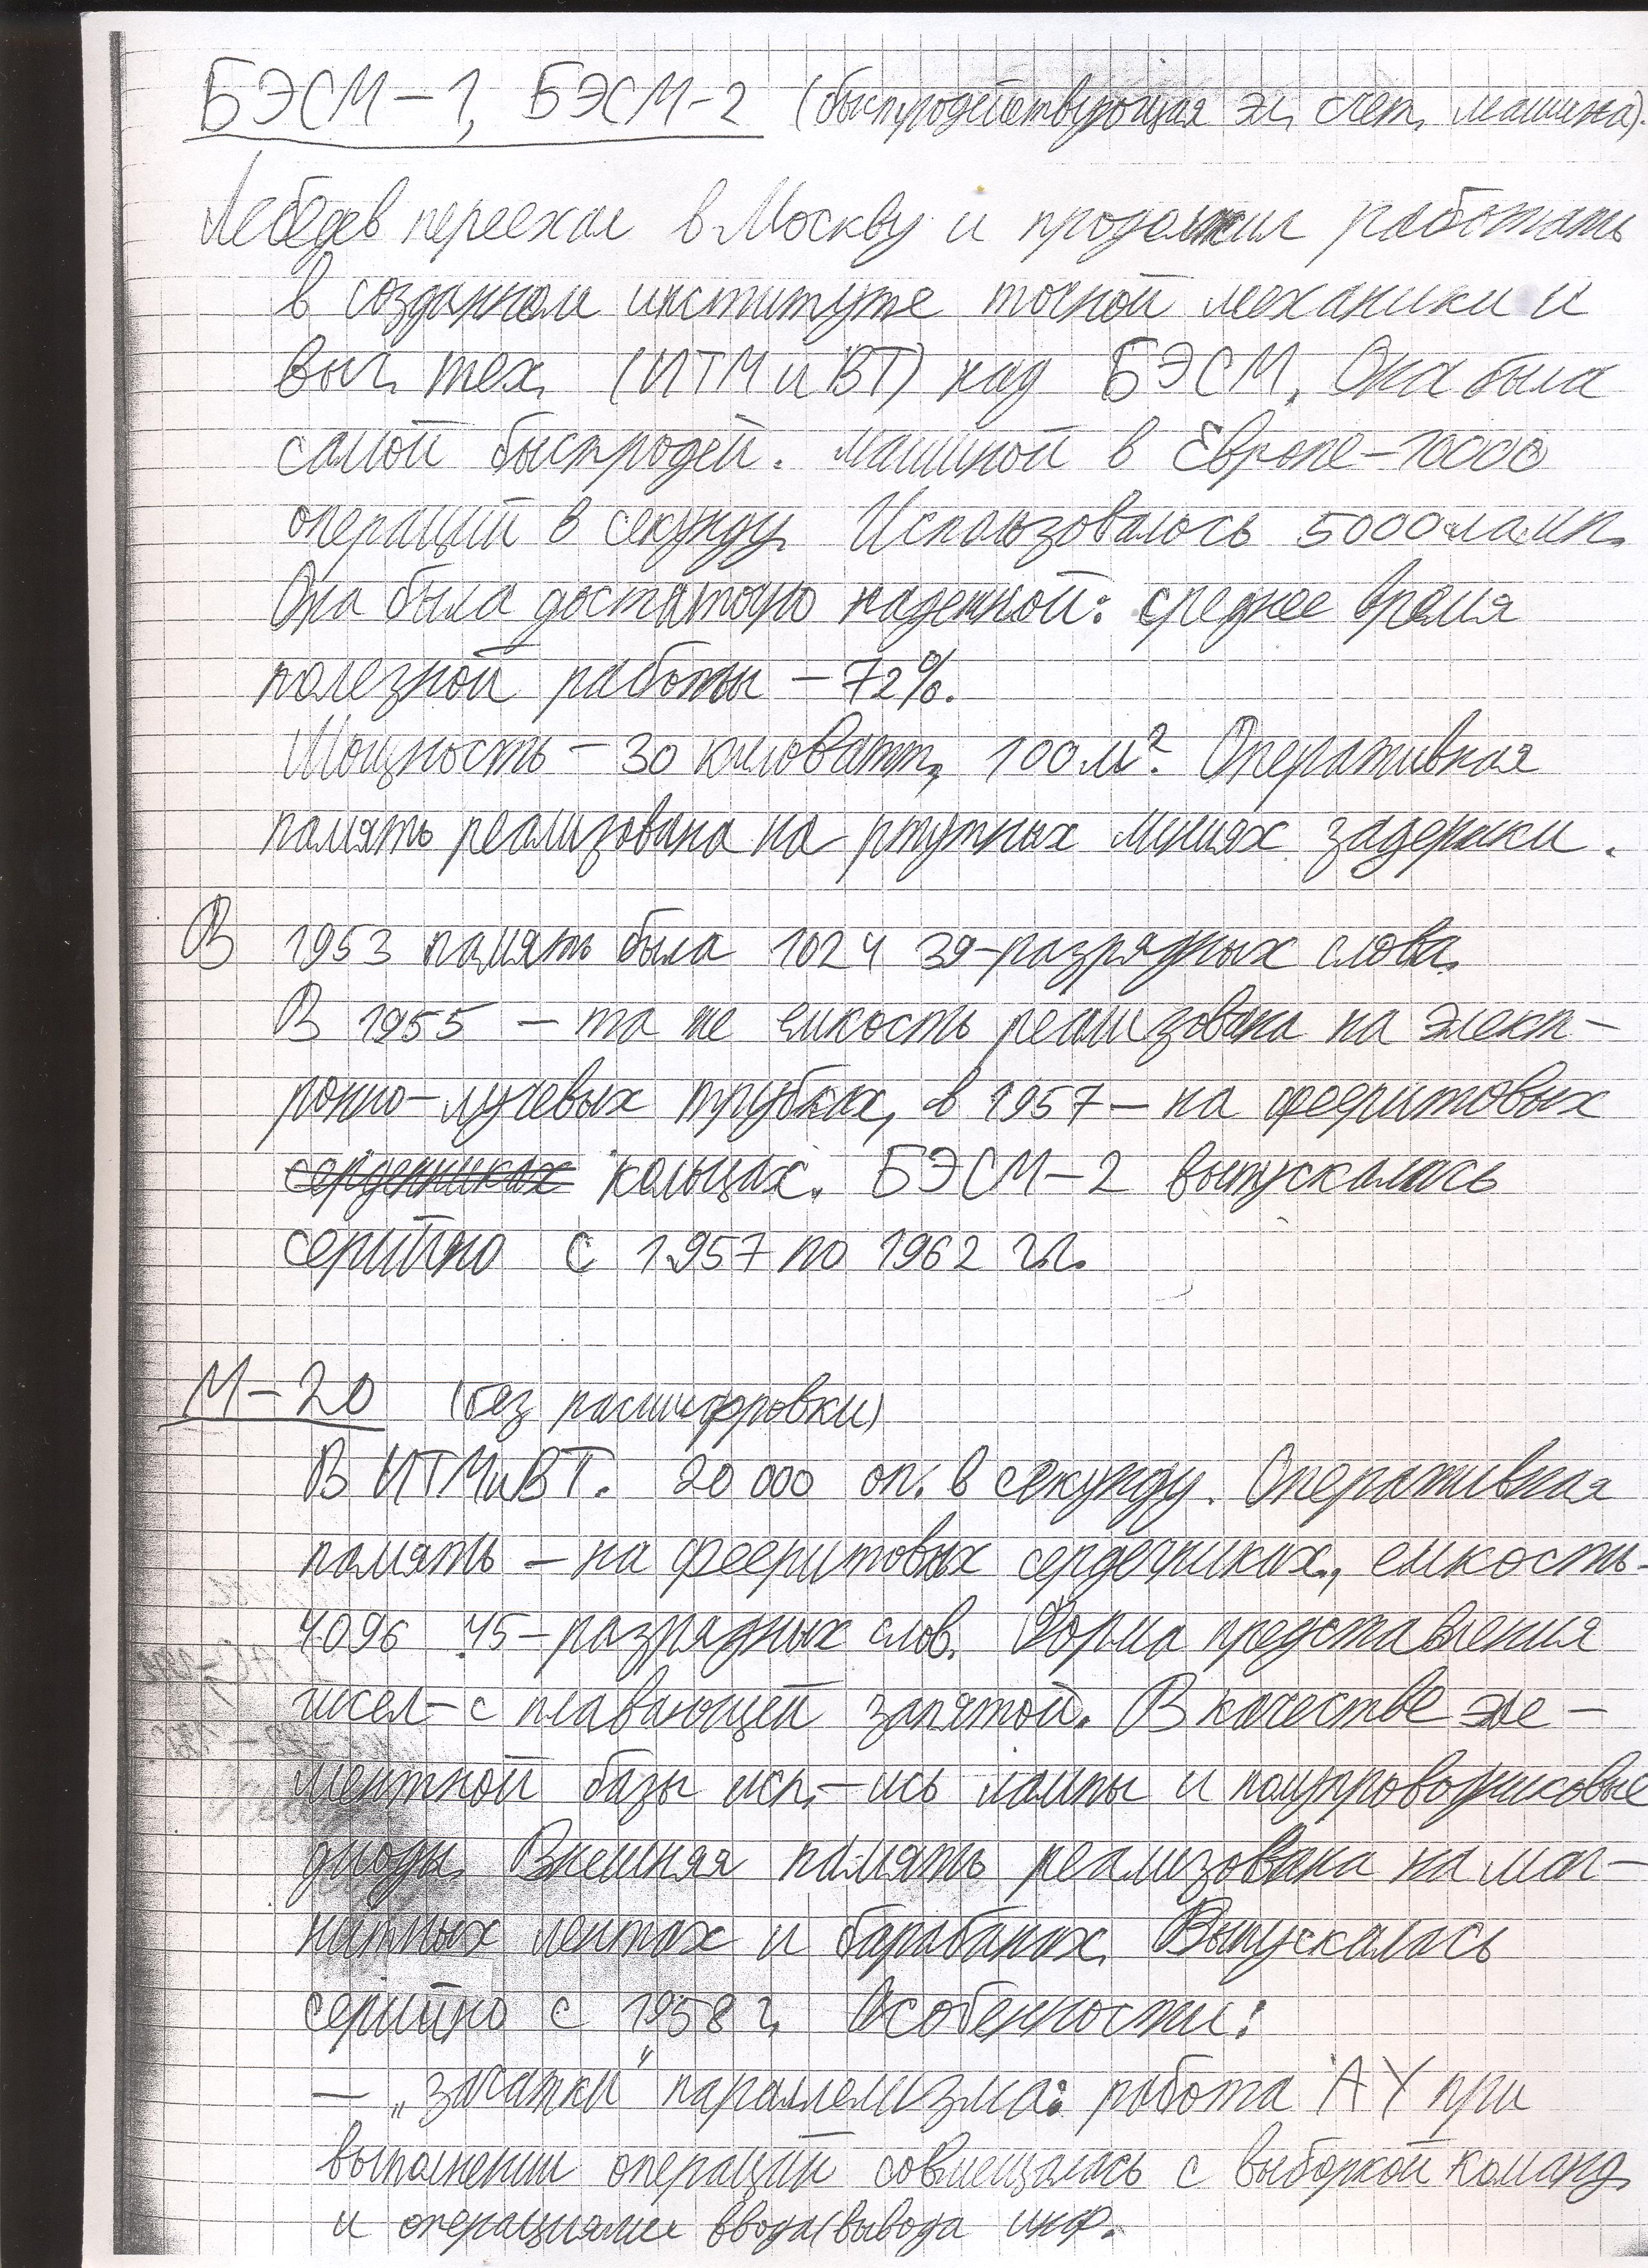 БЭСМ-1, БЭСМ-2 (быстродействующая эл. счет. машина).
Лебедев переехал в Москву и продолжил работать
в созданном институте точной механики и
выч. тех. (ИТМиВТ) над БЭСМ. Она была
самой быстродей. машиной в Европе - 10000
операций в секунду. Использовалось 5000 ламп.
Она была достаточно надежной: среднее время
полезной работы - 72%.
Мощность - 30 киловатт, 100 м². Оперативная
память реализована на ртутных линиях задержки.
В 1953 память была 1024 39-разрядных слова.
В 1955 - та же емкость реализована на элект-
ронно-лучевых трубках, в 1957 - на ферритовых
сердечниках кольцах. БЭСМ-2 выпускалась
серийно с 1957 по 1962 г.г.
М-20 (без расшифровки)
В ИТМиВТ. 20 000 оп. в секунду. Оперативная
память - на ферритовых сердечниках, емкость -
4096 45-разрядных слов. Форма представления
чисел - с плавающей запятой. В качестве эле-
ментной базы исп.-ись лампы и полупроводниковые
диоды. Внешняя память реализована на маг-
нитных лентах и барабанах. Выпускалась
серийно с 1958 г. Особенности:
- „зачатки" параллелизма: работа АУ при
выполнении операций совмещалась с выборкой команд
и операциями ввода/вывода инф.